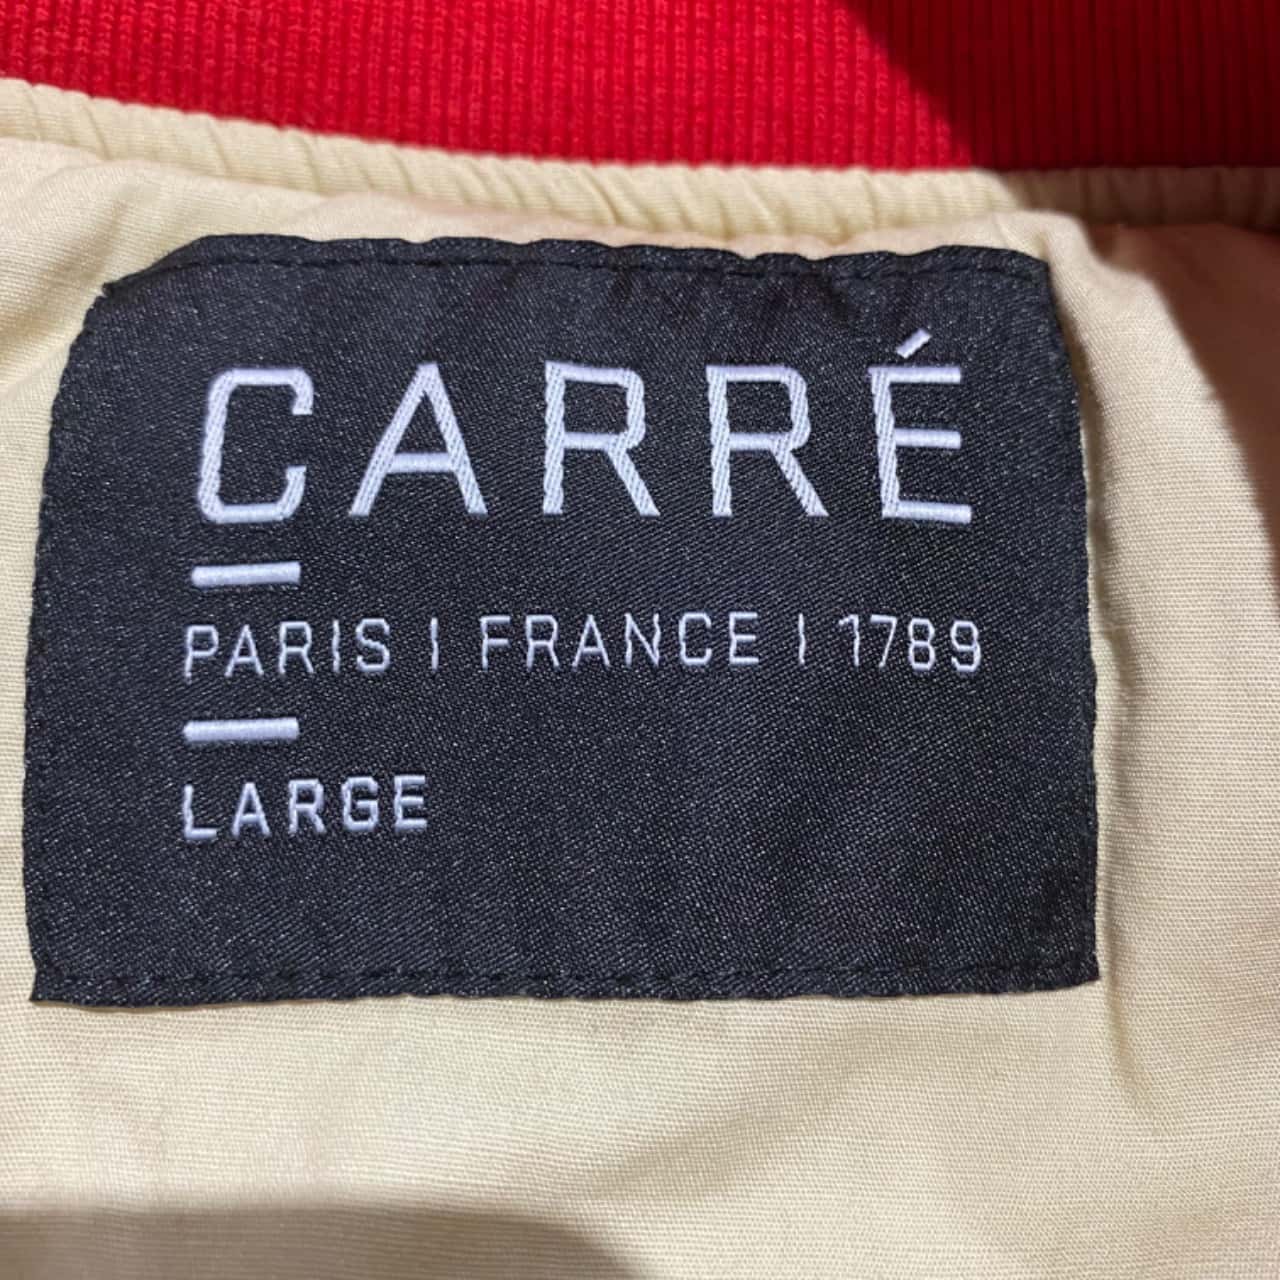 CARRÉ
PARIS | FRANCE | 1789
LARGE